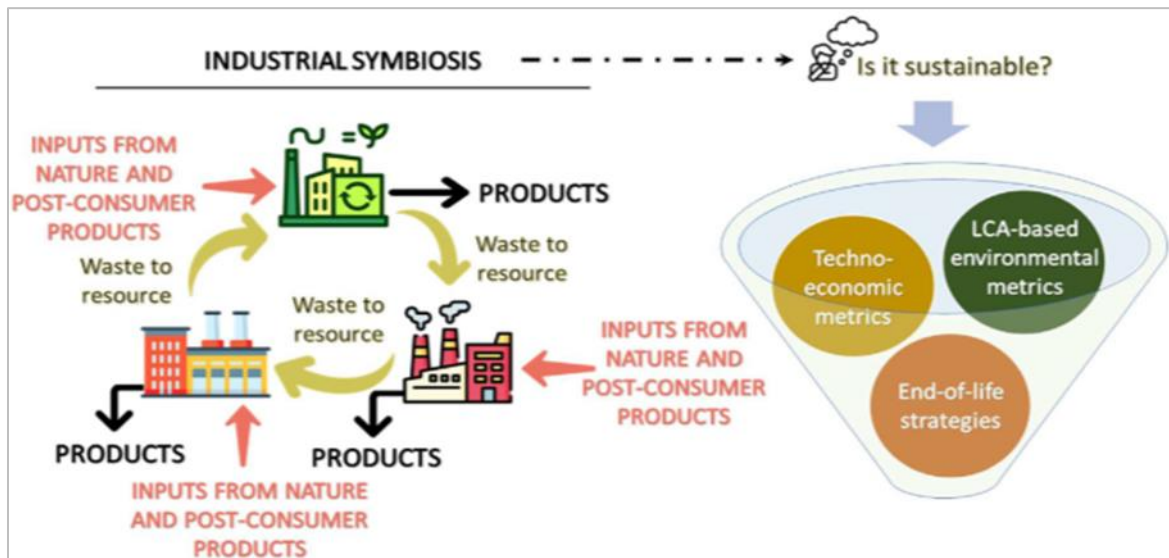 INDUSTRIAL SYMBIOSIS
Is it sustainable?
INPUTS FROM
NATURE AND
POST-CONSUMER
PRODUCTS
PRODUCTS
Waste to
resource
Waste to
resource
Waste to
resource
INPUTS FROM
NATURE AND
POST-CONSUMER
PRODUCTS
PRODUCTS
PRODUCTS
INPUTS FROM NATURE
AND POST-CONSUMER
PRODUCTS
Techno-
economic
metrics
LCA-based
environmental
metrics
End-of-life
strategies